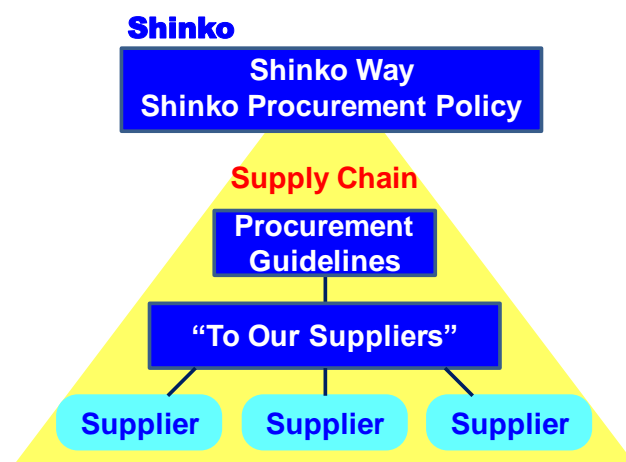 Shinko
Shinko Way
Shinko Procurement Policy
Supply Chain
Procurement
Guidelines
“To Our Suppliers”
Supplier
Supplier
Supplier